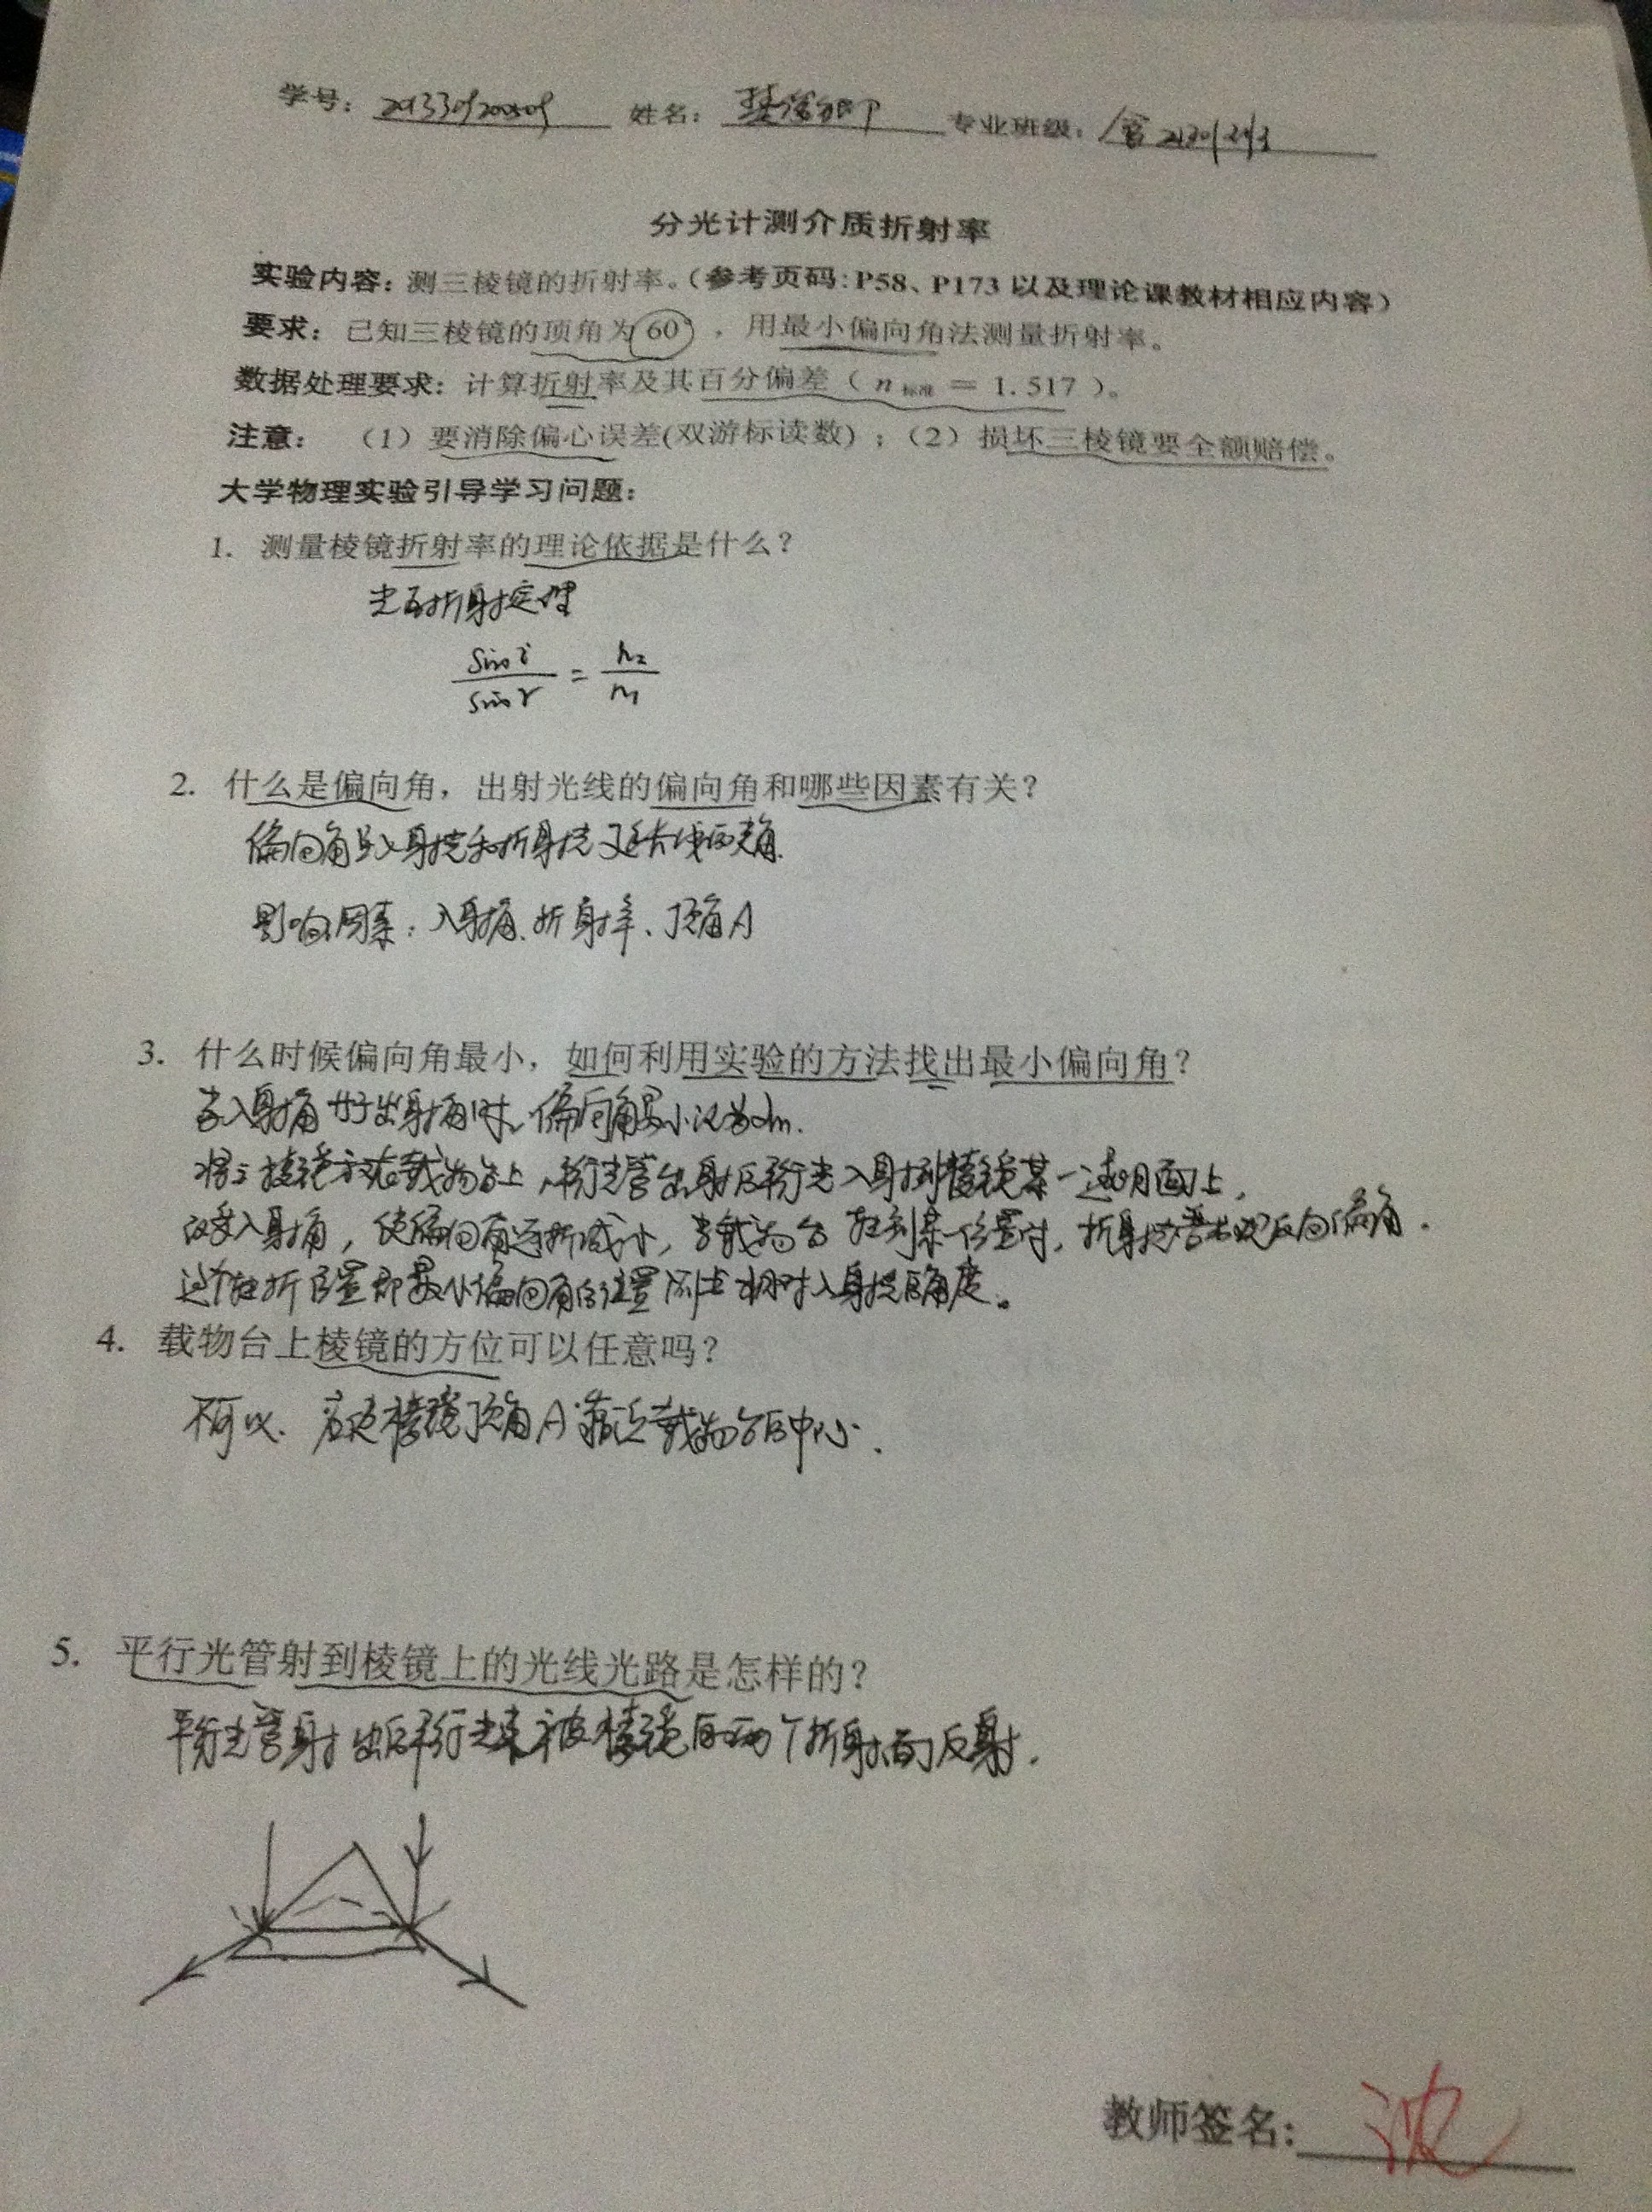 学号： 姓名： 专业班级：
分光计测介质折射率
实验内容：测三棱镜的折射率。（参考页码：P58、P173 以及理论课教材相应内容）
要求：已知三棱镜的顶角为 60°，用最小偏向角法测量折射率。
数据处理要求：计算折射率及其百分偏差（ n 标准 = 1.517 ）。
注意： （1）要消除偏心误差(双游标读数)；（2）损坏三棱镜要全额赔偿。
大学物理实验引导学习问题：
1. 测量棱镜折射率的理论依据是什么？
光的折射定理
sin i / sin r = n₂ / n₁
2. 什么是偏向角，出射光线的偏向角和哪些因素有关？
偏向角是入射光和折射光延长线的夹角.
影响因素：入射角、折射率、顶角A
3. 什么时候偏向角最小，如何利用实验的方法找出最小偏向角？
当入射角等于出射角时，偏向角最小记为dm.
将三棱镜放在载物台上，平行光管出射的平行光入射到棱镜某一透明面上，
改变入射角，使偏向角逐渐减小，当载物台转到某一位置时，折射光 出现反向偏角.
这个转折位置即最小偏向角的位置 入射光的角度。
4. 载物台上棱镜的方位可以任意吗？
不可以. 应使棱镜顶角A靠近载物台的中心.
5. 平行光管射到棱镜上的光线光路是怎样的？
平行光管射出的平行光束被棱镜的两个折射面反射.
教师签名： 沈